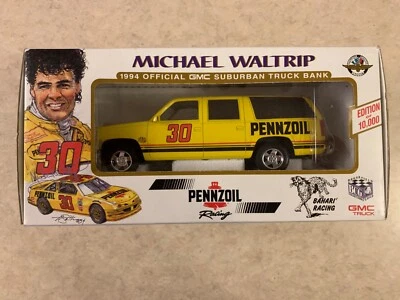 MICHAEL WALTRIP
1994 OFFICIAL GMC SUBURBAN TRUCK BANK
EDITION
10,000
30
30
PENNZOIL
30
PENNZOIL
Racing
BAHARI
RACING
GMC
TRUCK